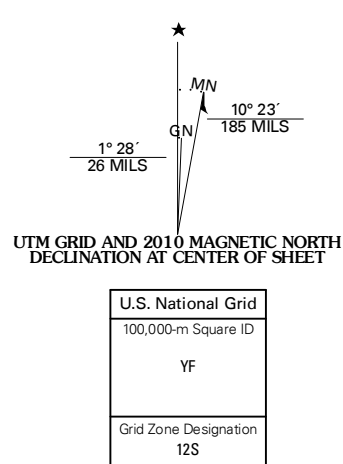 MN
10° 23´
185 MILS
GN
1° 28´
26 MILS
UTM GRID AND 2010 MAGNETIC NORTH
DECLINATION AT CENTER OF SHEET
U.S. National Grid
100,000-m Square ID
YF
Grid Zone Designation
12S